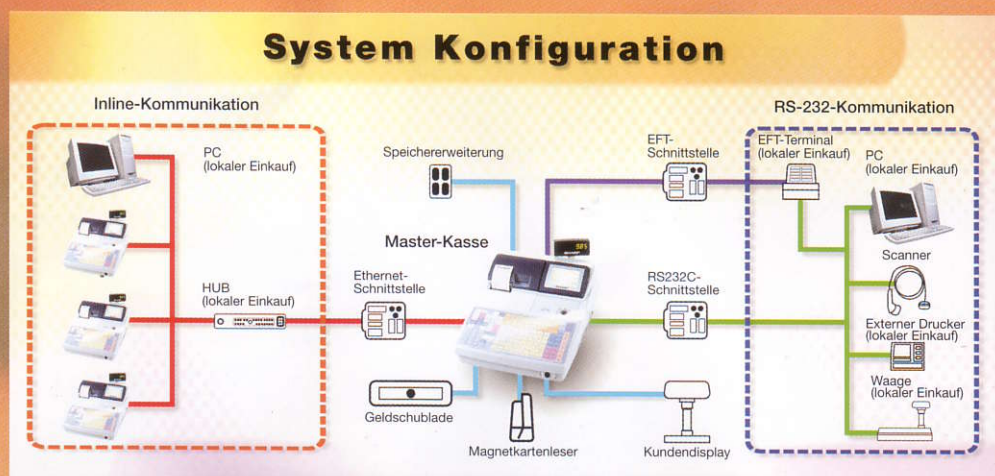 System Konfiguration
Inline-Kommunikation
RS-232-Kommunikation
PC
(lokaler Einkauf)
Speichererweiterung
EFT-
Schnittstelle
EFT-Terminal
(lokaler Einkauf)
PC
(lokaler Einkauf)
Master-Kasse
Scanner
HUB
(lokaler Einkauf)
Ethernet-
Schnittstelle
RS232C-
Schnittstelle
Externer Drucker
(lokaler Einkauf)
Waage
(lokaler Einkauf)
Geldschublade
Magnetkartenleser
Kundendisplay